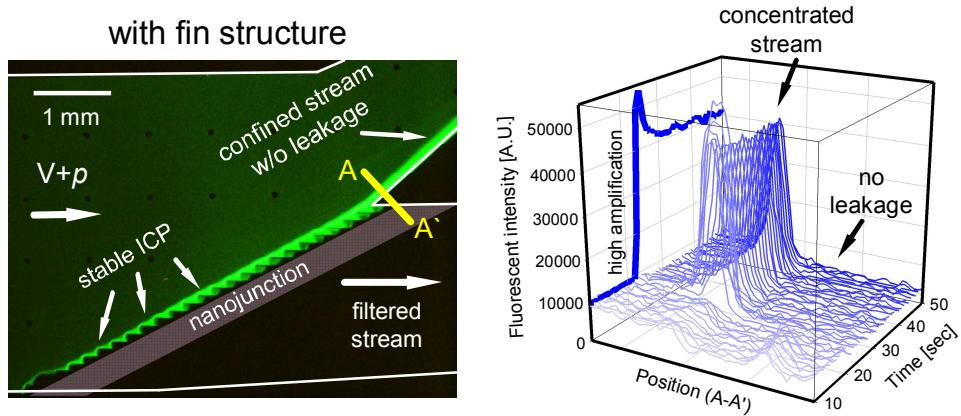 with fin structure
1 mm
confined stream
w/o leakage
V+p
A
A`
stable ICP
nanojunction
filtered
stream
concentrated
stream
no
leakage
high amplification
Fluorescent intensity [A.U.]
50000
40000
30000
20000
10000
0
Position (A-A')
10
20
30
40
50
Time [sec]